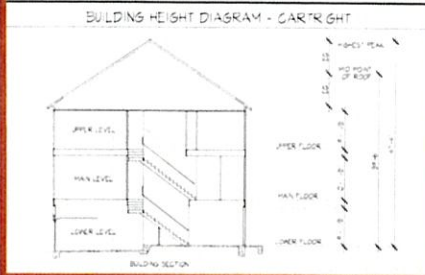 BUILDING HEIGHT DIAGRAM - CARTRIGHT
HIGHEST PEAK
MID POINT
OF ROOF
UPPER LEVEL
UPPER FLOOR
MAIN LEVEL
MAIN FLOOR
LOWER LEVEL
LOWER FLOOR
BUILDING SECTION